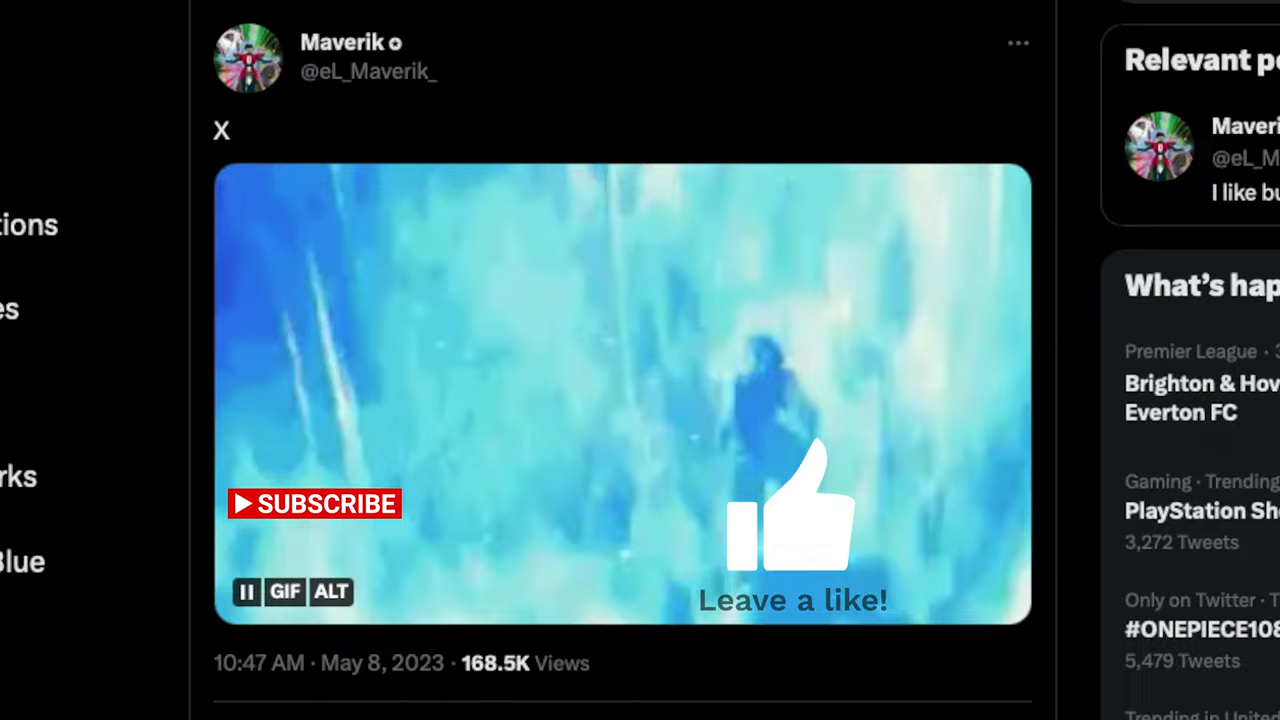 Maverik
@eL_Maverik_
X
SUBSCRIBE
GIF ALT
Leave a like!
10:47 AM · May 8, 2023 · 168.5K Views
tions
es
rks
Blue
Relevant pe
Maveri
@eL_M
I like bu
What's hap
Premier League · 3
Brighton & Hov
Everton FC
Gaming · Trending
PlayStation Sh
3,272 Tweets
Only on Twitter · T
#ONEPIECE108
5,479 Tweets
Trending in United